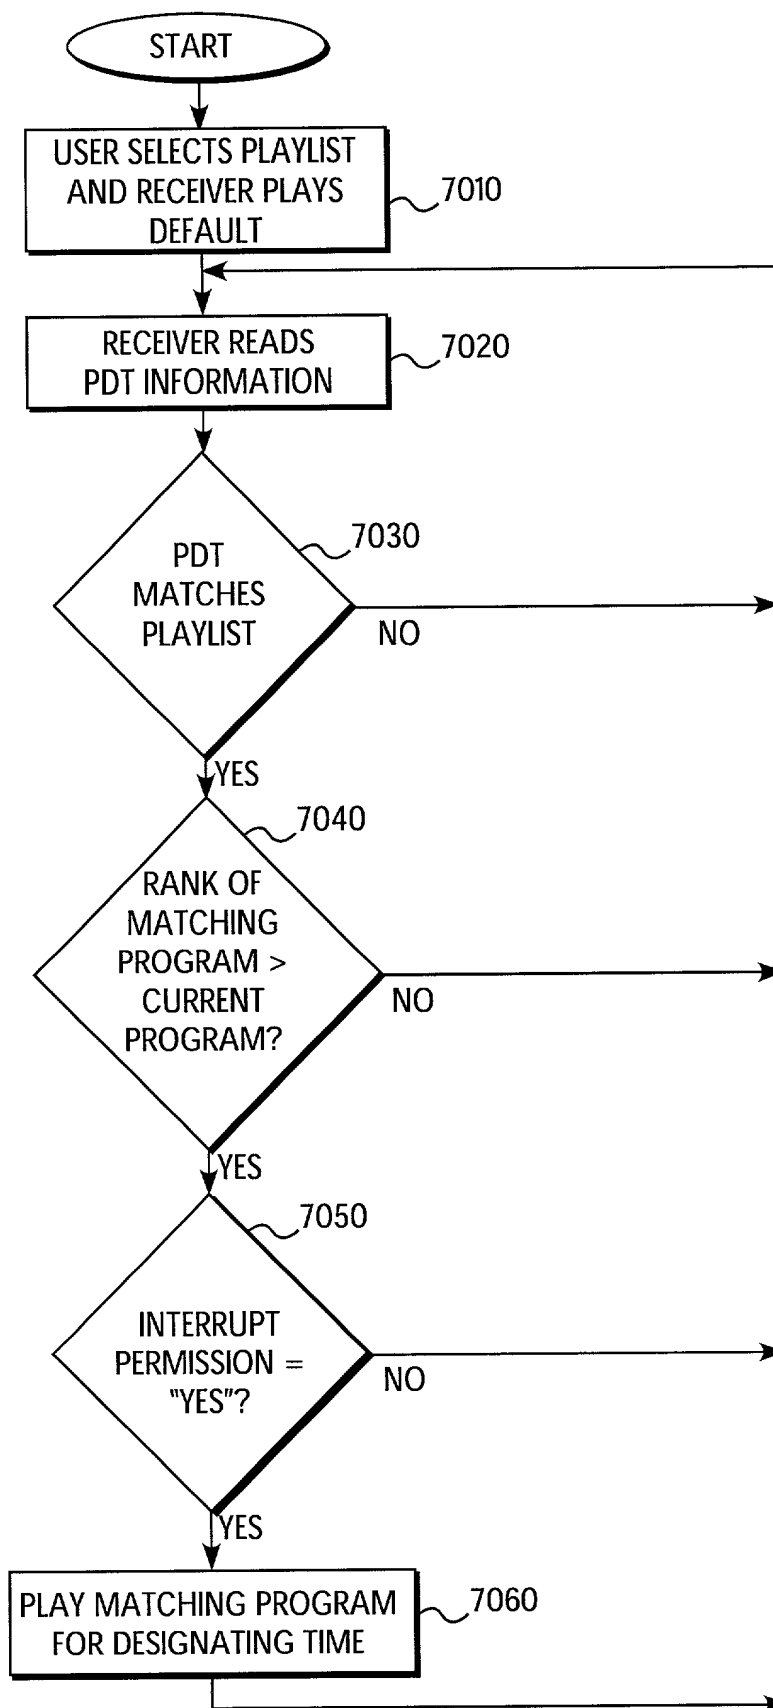 START
USER SELECTS PLAYLIST
AND RECEIVER PLAYS
DEFAULT
7010
RECEIVER READS
PDT INFORMATION
7020
PDT
MATCHES
PLAYLIST
7030
NO
YES
RANK OF
MATCHING
PROGRAM >
CURRENT
PROGRAM?
7040
NO
YES
INTERRUPT
PERMISSION =
"YES"?
7050
NO
YES
PLAY MATCHING PROGRAM
FOR DESIGNATING TIME
7060